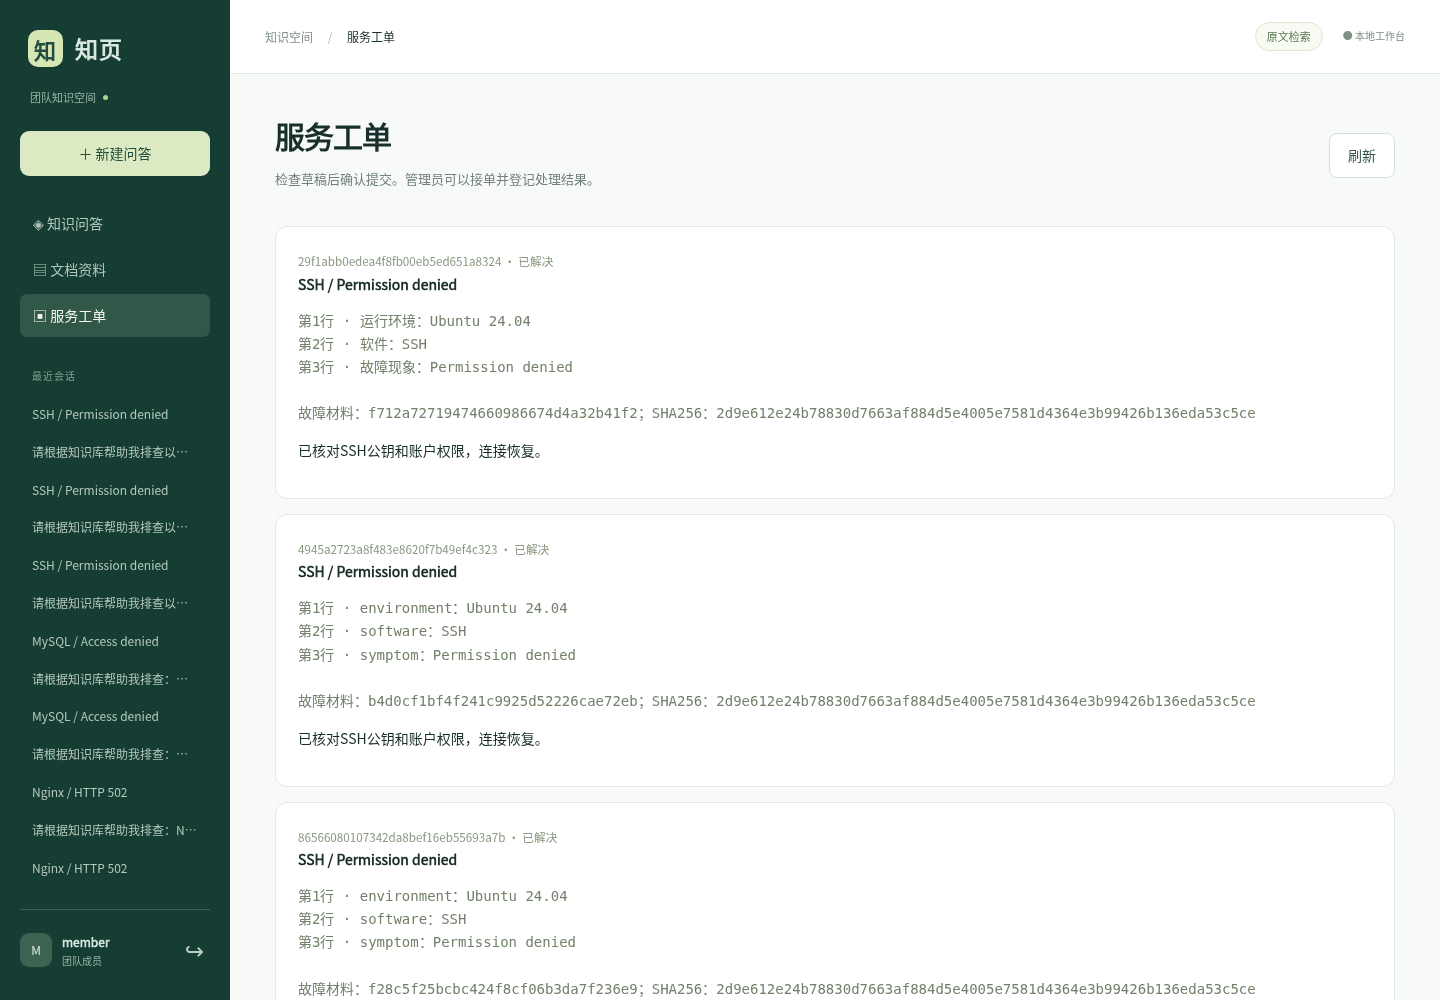 知 知页
团队知识空间
＋ 新建问答
◈ 知识问答
▤ 文档资料
▣ 服务工单
最近会话
SSH / Permission denied
请根据知识库帮助我排查以…
SSH / Permission denied
请根据知识库帮助我排查以…
SSH / Permission denied
请根据知识库帮助我排查以…
MySQL / Access denied
请根据知识库帮助我排查：…
MySQL / Access denied
请根据知识库帮助我排查：…
Nginx / HTTP 502
请根据知识库帮助我排查：N…
Nginx / HTTP 502
M
member
团队成员
↪
知识空间 / 服务工单
原文检索
本地工作台
服务工单
检查草稿后确认提交。管理员可以接单并登记处理结果。
刷新
29f1abb0edea4f8fb00eb5ed651a8324 · 已解决
SSH / Permission denied
第1行 · 运行环境：Ubuntu 24.04
第2行 · 软件：SSH
第3行 · 故障现象：Permission denied
故障材料：f712a72719474660986674d4a32b41f2；SHA256：2d9e612e24b78830d7663af884d5e4005e7581d4364e3b99426b136eda53c5ce
已核对SSH公钥和账户权限，连接恢复。
4945a2723a8f483e8620f7b49ef4c323 · 已解决
SSH / Permission denied
第1行 · environment：Ubuntu 24.04
第2行 · software：SSH
第3行 · symptom：Permission denied
故障材料：b4d0cf1bf4f241c9925d52226cae72eb；SHA256：2d9e612e24b78830d7663af884d5e4005e7581d4364e3b99426b136eda53c5ce
已核对SSH公钥和账户权限，连接恢复。
86566080107342da8bef16eb55693a7b · 已解决
SSH / Permission denied
第1行 · environment：Ubuntu 24.04
第2行 · software：SSH
第3行 · symptom：Permission denied
故障材料：f28c5f25bcbc424f8cf06b3da7f236e9；SHA256：2d9e612e24b78830d7663af884d5e4005e7581d4364e3b99426b136eda53c5ce